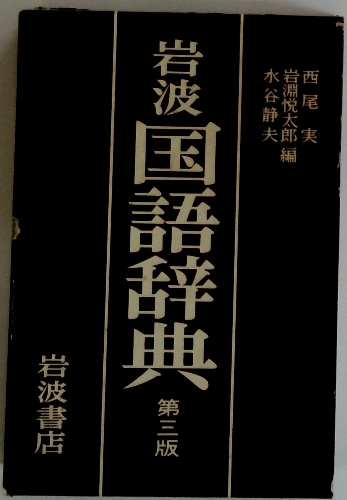 西尾実
岩淵悦太郎 編
水谷静夫
岩波
国語辞典
第三版
岩波書店